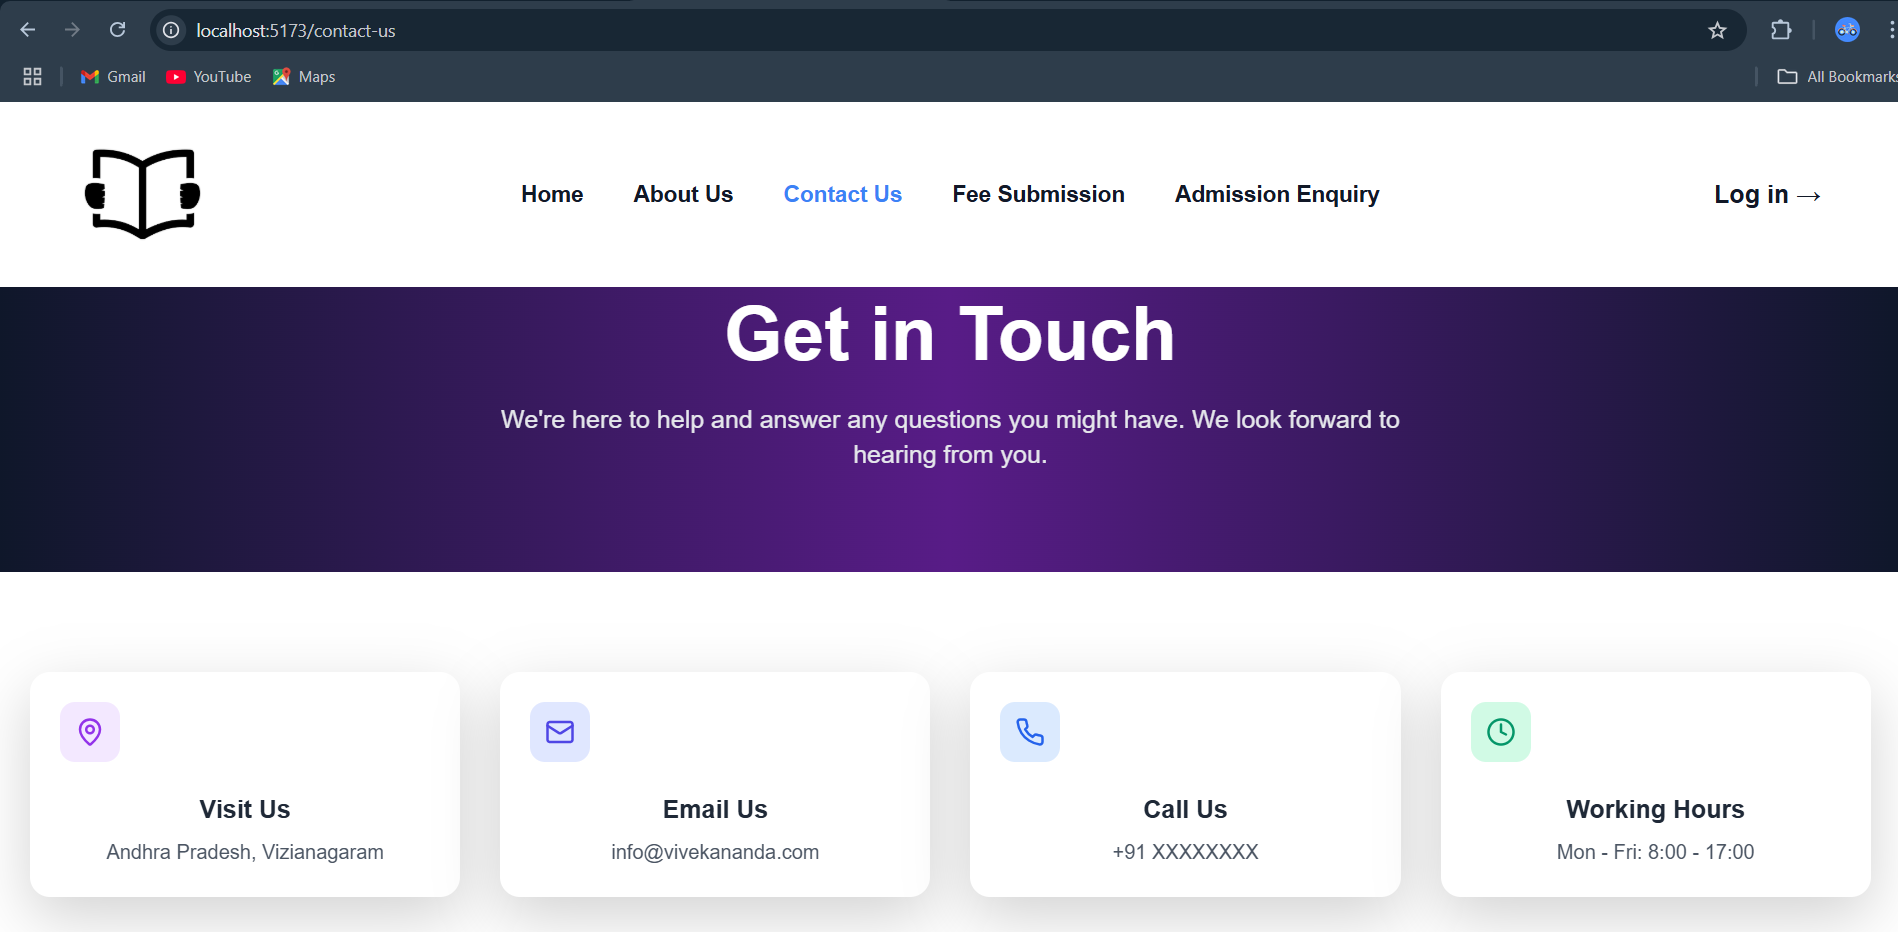 localhost:5173/contact-us
Gmail
YouTube
Maps
All Bookmarks
Home
About Us
Contact Us
Fee Submission
Admission Enquiry
Log in →
Get in Touch
We're here to help and answer any questions you might have. We look forward to
hearing from you.
Visit Us
Andhra Pradesh, Vizianagaram
Email Us
info@vivekananda.com
Call Us
+91 XXXXXXXX
Working Hours
Mon - Fri: 8:00 - 17:00